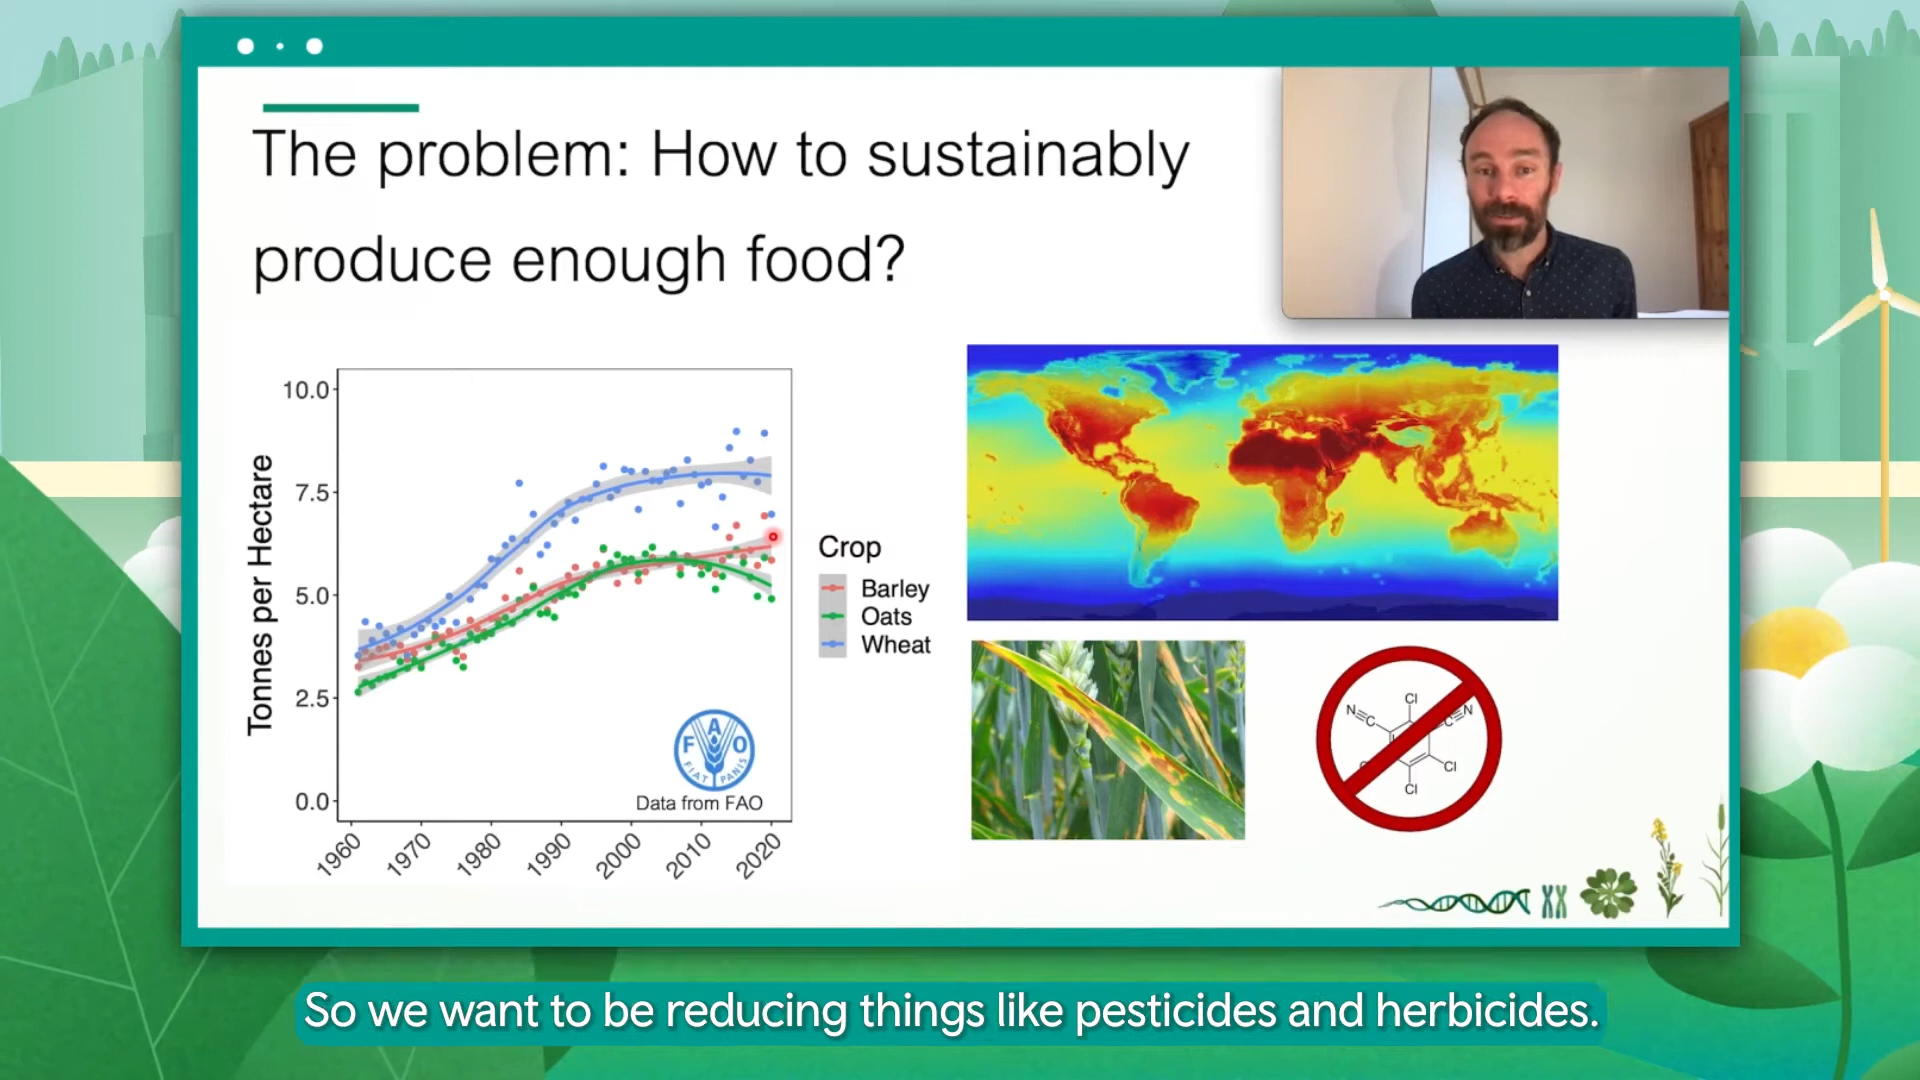 The problem: How to sustainably
produce enough food?
Tonnes per Hectare
10.0
7.5
5.0
2.5
0.0
1960
1970
1980
1990
2000
2010
2020
F A O
FIAT PANIS
Data from FAO
Crop
Barley
Oats
Wheat
Cl
N C
C N
Cl
Cl
So we want to be reducing things like pesticides and herbicides.